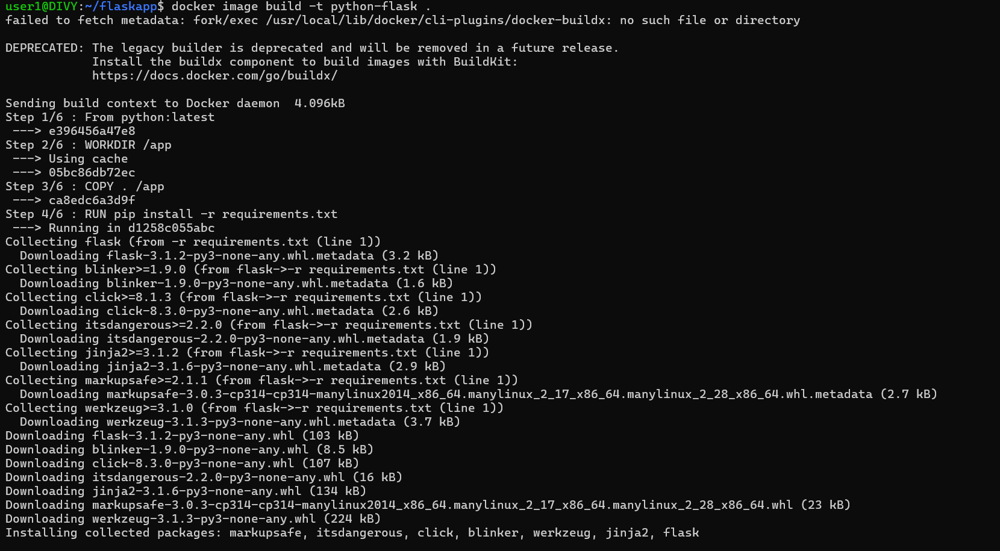 user1@DIVY:~/flaskapp$ docker image build -t python-flask .
failed to fetch metadata: fork/exec /usr/local/lib/docker/cli-plugins/docker-buildx: no such file or directory

DEPRECATED: The legacy builder is deprecated and will be removed in a future release.
            Install the buildx component to build images with BuildKit:
            https://docs.docker.com/go/buildx/

Sending build context to Docker daemon  4.096kB
Step 1/6 : From python:latest
 ---> e396456a47e8
Step 2/6 : WORKDIR /app
 ---> Using cache
 ---> 05bc86db72ec
Step 3/6 : COPY . /app
 ---> ca8edc6a3d9f
Step 4/6 : RUN pip install -r requirements.txt
 ---> Running in d1258c055abc
Collecting flask (from -r requirements.txt (line 1))
  Downloading flask-3.1.2-py3-none-any.whl.metadata (3.2 kB)
Collecting blinker>=1.9.0 (from flask->-r requirements.txt (line 1))
  Downloading blinker-1.9.0-py3-none-any.whl.metadata (1.6 kB)
Collecting click>=8.1.3 (from flask->-r requirements.txt (line 1))
  Downloading click-8.3.0-py3-none-any.whl.metadata (2.6 kB)
Collecting itsdangerous>=2.2.0 (from flask->-r requirements.txt (line 1))
  Downloading itsdangerous-2.2.0-py3-none-any.whl.metadata (1.9 kB)
Collecting jinja2>=3.1.2 (from flask->-r requirements.txt (line 1))
  Downloading jinja2-3.1.6-py3-none-any.whl.metadata (2.9 kB)
Collecting markupsafe>=2.1.1 (from flask->-r requirements.txt (line 1))
  Downloading markupsafe-3.0.3-cp314-cp314-manylinux2014_x86_64.manylinux_2_17_x86_64.manylinux_2_28_x86_64.whl.metadata (2.7 kB)
Collecting werkzeug>=3.1.0 (from flask->-r requirements.txt (line 1))
  Downloading werkzeug-3.1.3-py3-none-any.whl.metadata (3.7 kB)
Downloading flask-3.1.2-py3-none-any.whl (103 kB)
Downloading blinker-1.9.0-py3-none-any.whl (8.5 kB)
Downloading click-8.3.0-py3-none-any.whl (107 kB)
Downloading itsdangerous-2.2.0-py3-none-any.whl (16 kB)
Downloading jinja2-3.1.6-py3-none-any.whl (134 kB)
Downloading markupsafe-3.0.3-cp314-cp314-manylinux2014_x86_64.manylinux_2_17_x86_64.manylinux_2_28_x86_64.whl (23 kB)
Downloading werkzeug-3.1.3-py3-none-any.whl (224 kB)
Installing collected packages: markupsafe, itsdangerous, click, blinker, werkzeug, jinja2, flask